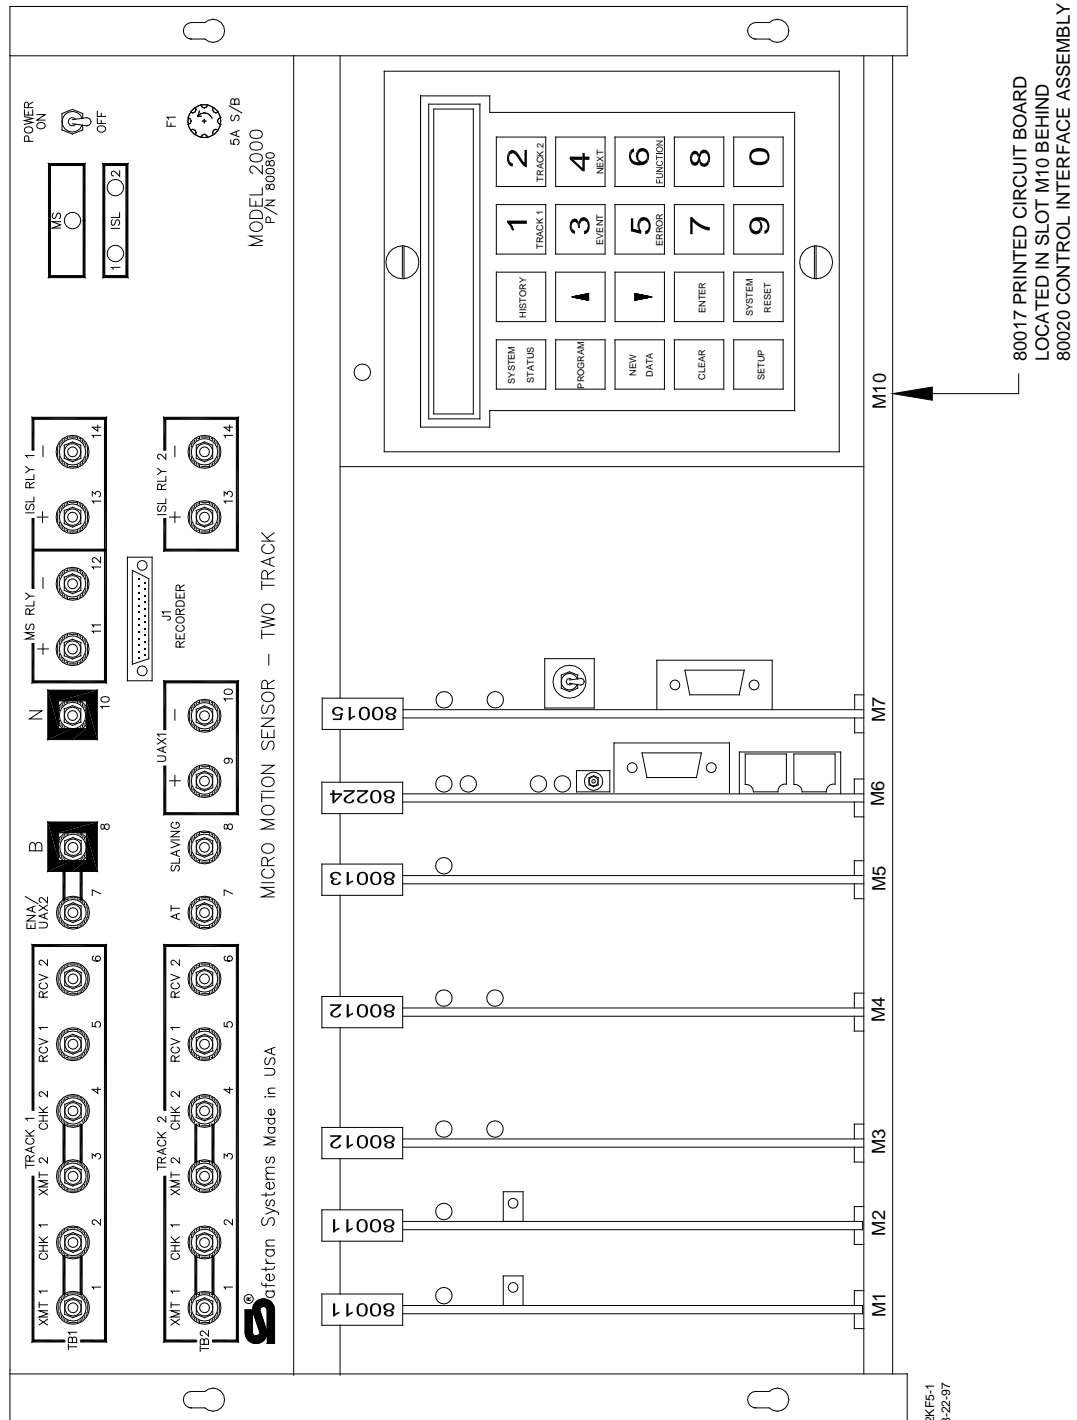 POWER
ON
OFF
F1
5A S/B
MS
1 ISL 2
MODEL 2000
P/N 80080
ISL RLY 1
+ -
13 14
MS RLY
+ -
11 12
ISL RLY 2
+ -
13 14
J1
RECORDER
N
10
B
8
ENA/
UAX2
7
UAX1
+ -
9 10
SLAVING
8
AT
7
MICRO MOTION SENSOR - TWO TRACK
TRACK 1
XMT 1 CHK 1 XMT 2 CHK 2 RCV 1 RCV 2
1 2 3 4 5 6
TB1
TRACK 2
XMT 1 CHK 1 XMT 2 CHK 2 RCV 1 RCV 2
1 2 3 4 5 6
TB2
Safetran Systems Made in USA
®
SYSTEM
STATUS
HISTORY
1
TRACK 1
2
TRACK 2
PROGRAM
3
EVENT
4
NEXT
NEW
DATA
5
ERROR
6
FUNCTION
CLEAR
ENTER
7
8
SETUP
SYSTEM
RESET
9
0
80011
80011
80012
80012
80013
80224
80015
M1
M2
M3
M4
M5
M6
M7
M10
80017 PRINTED CIRCUIT BOARD
LOCATED IN SLOT M10 BEHIND
80020 CONTROL INTERFACE ASSEMBLY
2KF5-1
-22-97